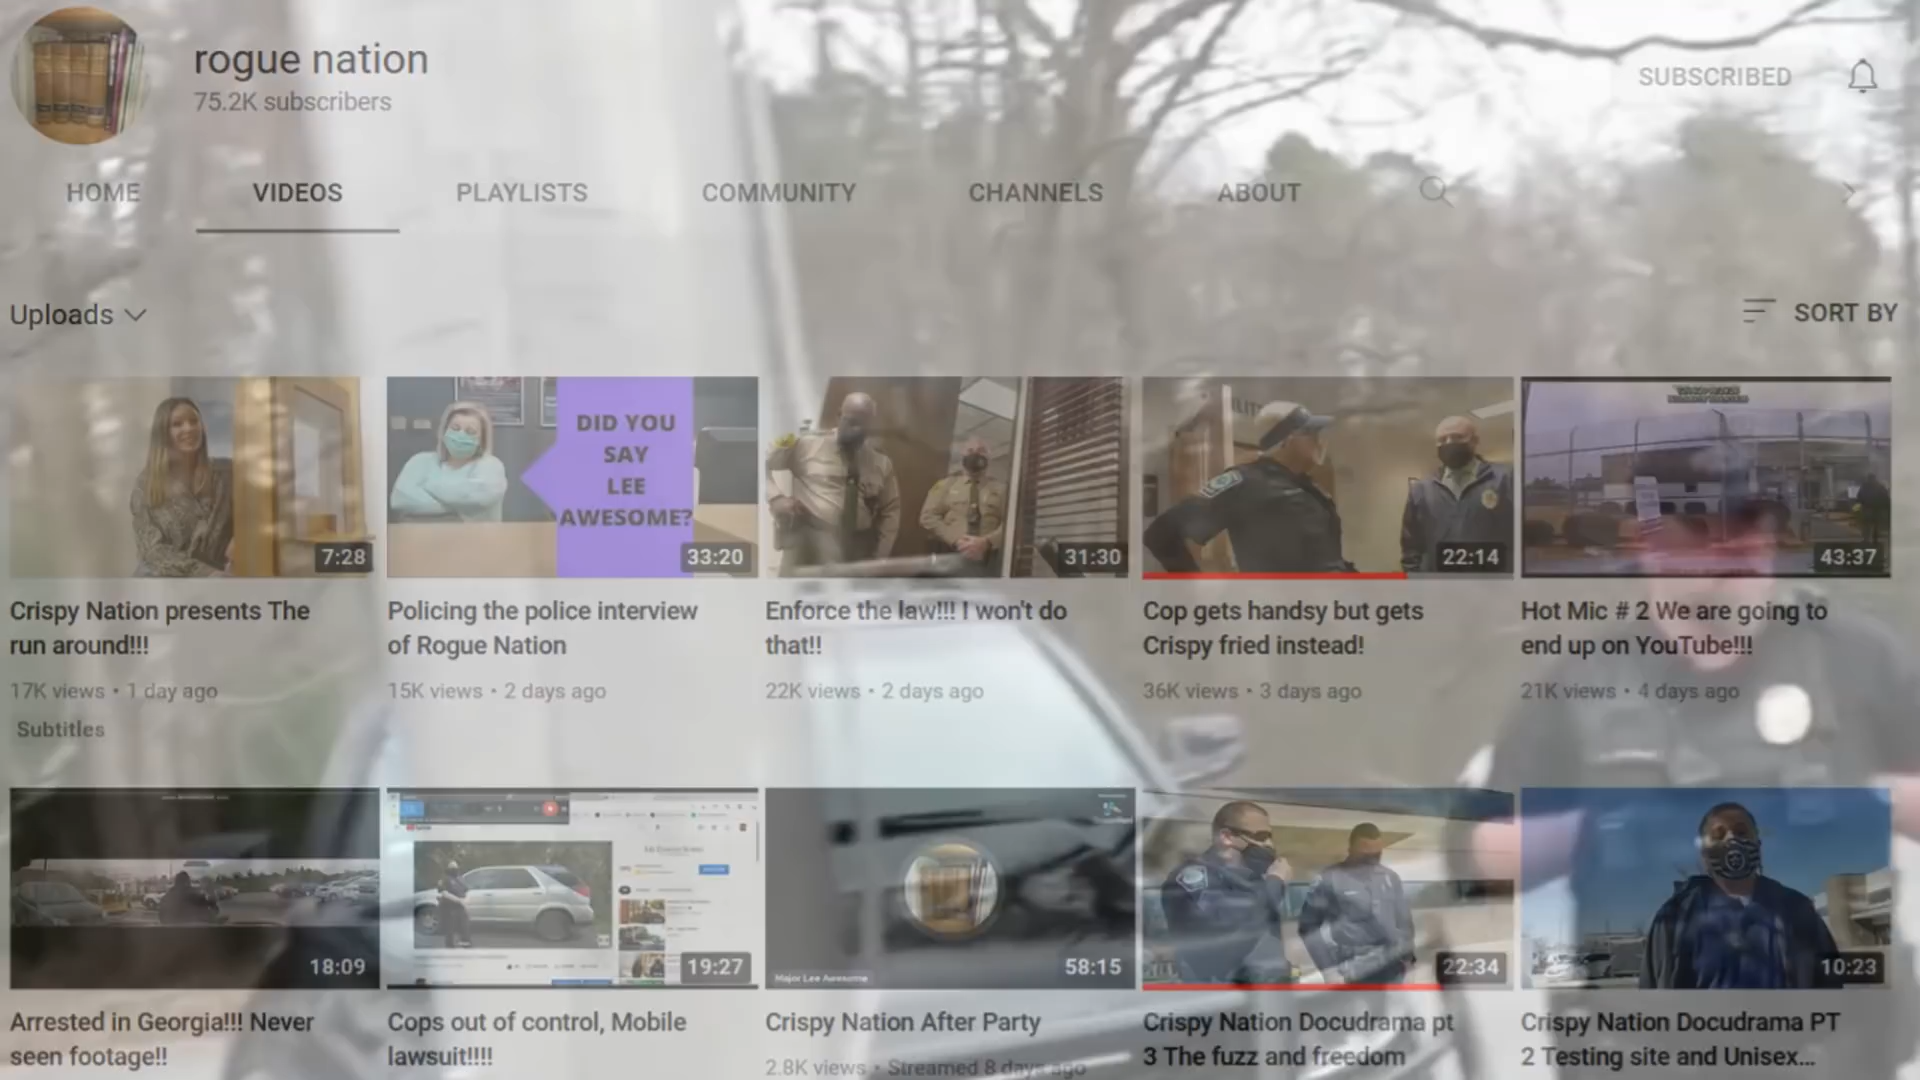 rogue nation
75.2K subscribers
SUBSCRIBED
HOME
VIDEOS
PLAYLISTS
COMMUNITY
CHANNELS
ABOUT
Uploads
SORT BY
7:28
DID YOU
SAY
LEE
AWESOME?
33:20
31:30
22:14
43:37
Crispy Nation presents The
run around!!!
17K views • 1 day ago
Subtitles
Policing the police interview
of Rogue Nation
15K views • 2 days ago
Enforce the law!!! I won't do
that!!
22K views • 2 days ago
Cop gets handsy but gets
Crispy fried instead!
36K views • 3 days ago
Hot Mic # 2 We are going to
end up on YouTube!!!
21K views • 4 days ago
18:09
19:27
Major Lee Awesome
58:15
22:34
10:23
Arrested in Georgia!!! Never
seen footage!!
Cops out of control, Mobile
lawsuit!!!!
Crispy Nation After Party
2.8K views • Streamed 8 days ago
Crispy Nation Docudrama pt
3 The fuzz and freedom
Crispy Nation Docudrama PT
2 Testing site and Unisex...